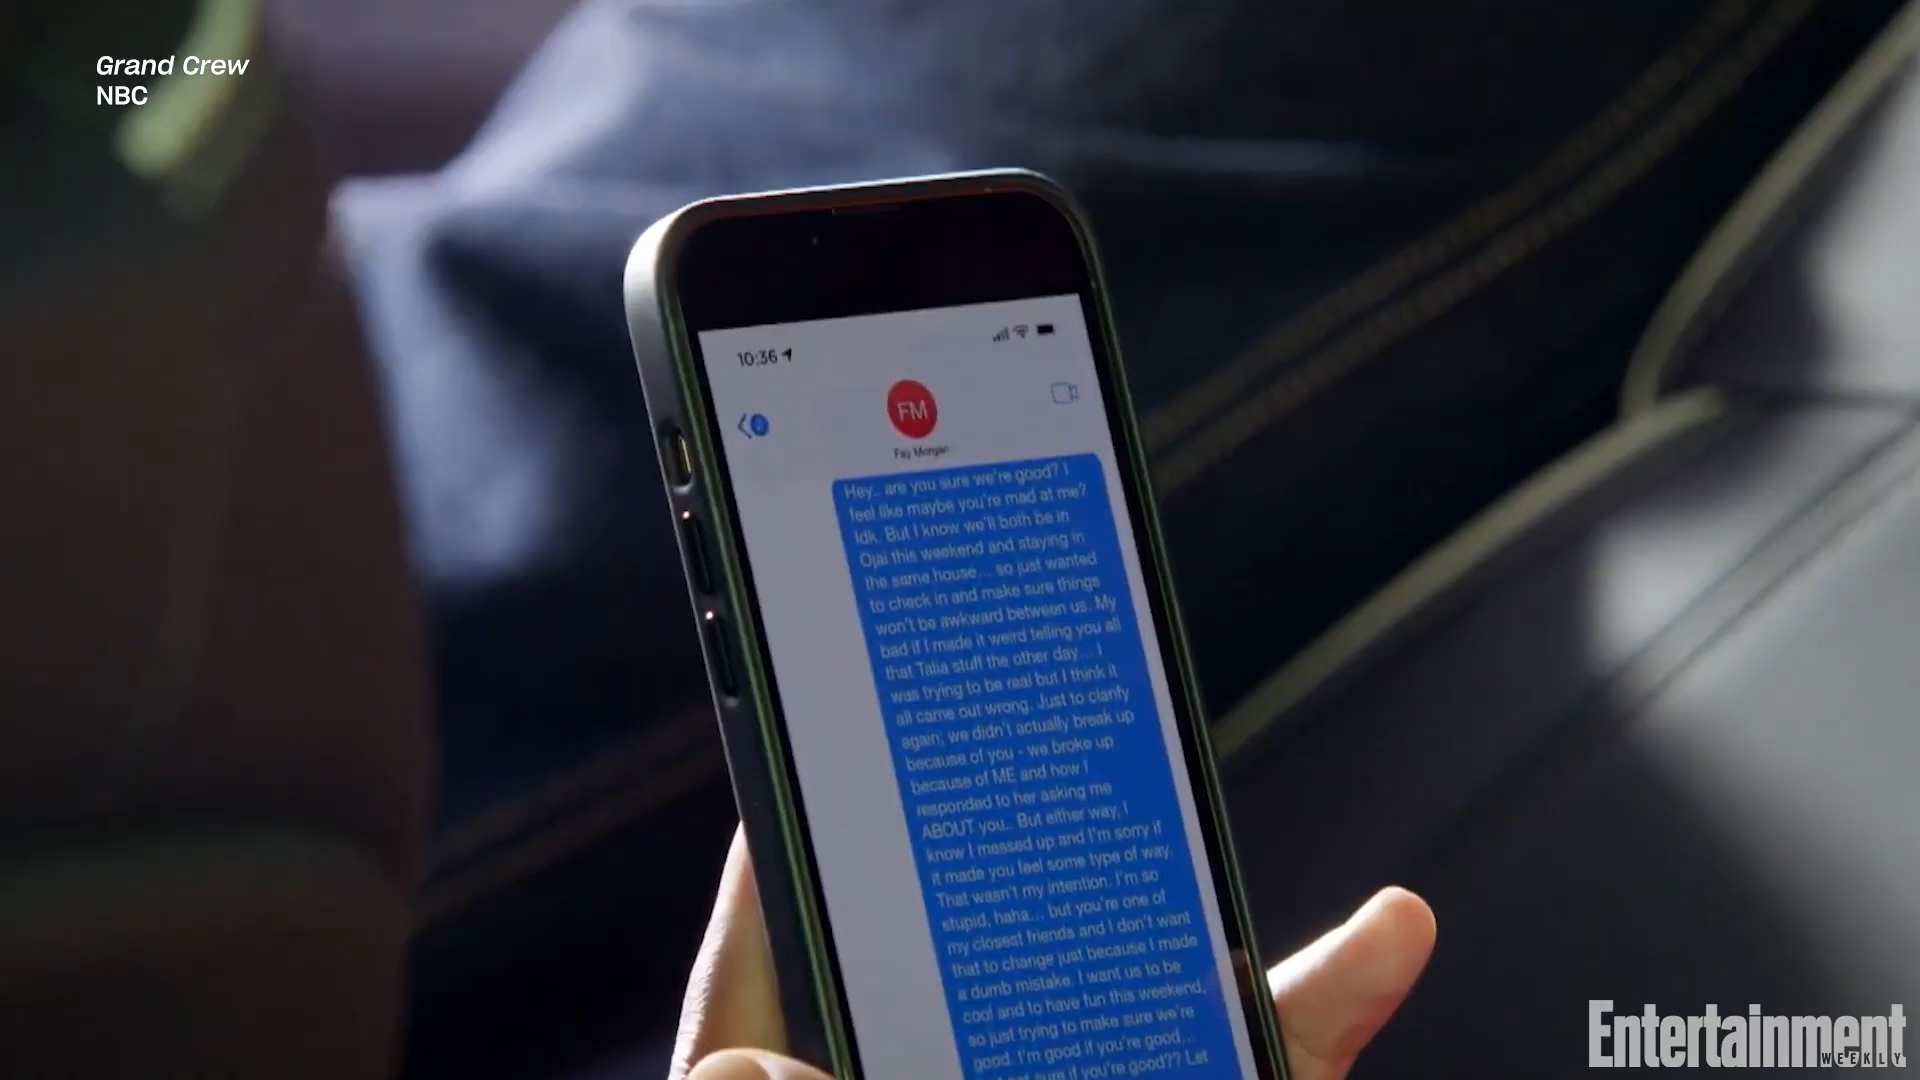 Grand Crew
NBC
10:36
FM
Fay Morgan
Hey.. are you sure we're good? I
feel like maybe you're mad at me?
Idk. But I know we'll both be in
Ojai this weekend and staying in
the same house... so just wanted
to check in and make sure things
won't be awkward between us. My
bad if I made it weird telling you all
that Talia stuff the other day... I
was trying to be real but I think it
all came out wrong. Just to clarify
again; we didn't actually break up
because of you - we broke up
because of ME and how I
responded to her asking me
ABOUT you.. But either way, I
know I messed up and I'm sorry if
it made you feel some type of way.
That wasn't my intention. I'm so
stupid, haha... but you're one of
my closest friends and I don't want
that to change just because I made
a dumb mistake. I want us to be
cool and to have fun this weekend,
so just trying to make sure we're
good. I'm good if you're good...
sure if you're good?? Let
Entertainment
WEEKLY